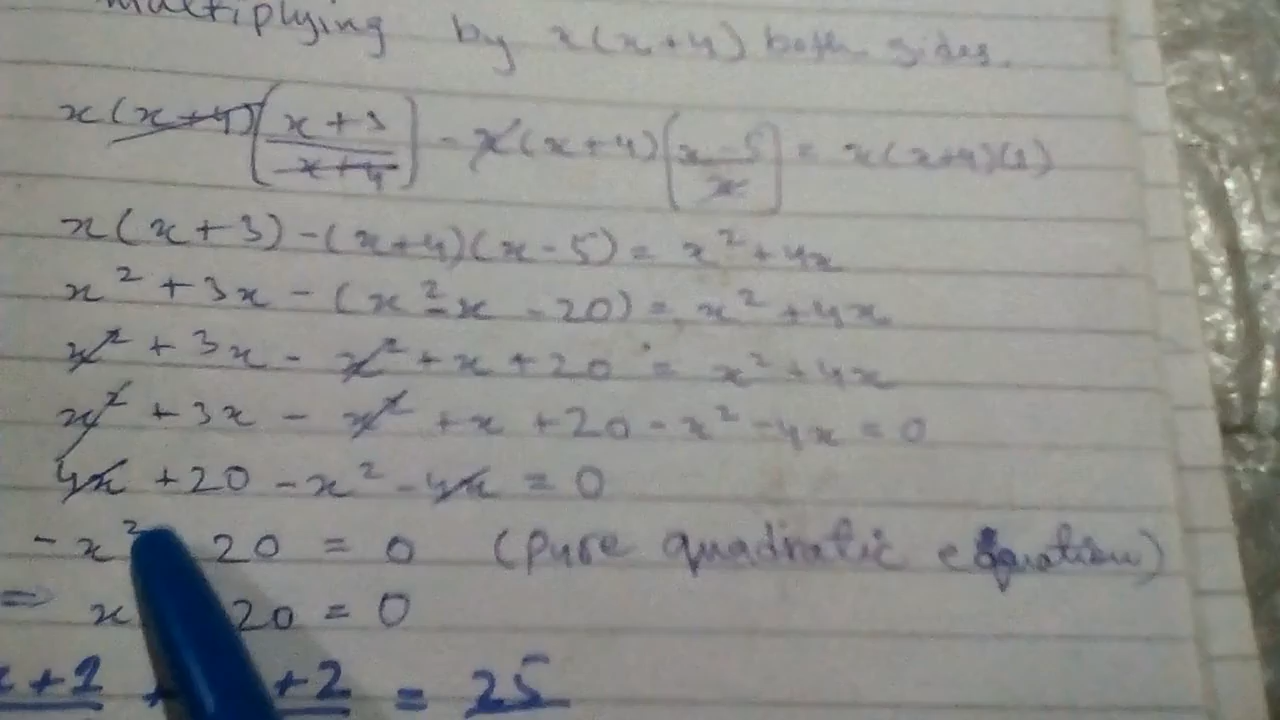 multiplying by x(x+4) both sides.
x(x+4)[x+3/x+4] - x(x+4)[x-5/x] = x(x+4)(1)
x(x+3)-(x+4)(x-5)= x²+4x
x²+3x-(x²-x-20)= x²+4x
x²+3x-x²+x+20 = x²+4x
x²+3x-x²+x+20-x²-4x=0
4x+20-x²-4x=0
-x² 20=0 (Pure quadratic equation)
⇒ x 20=0
x+1 + +2 = 25